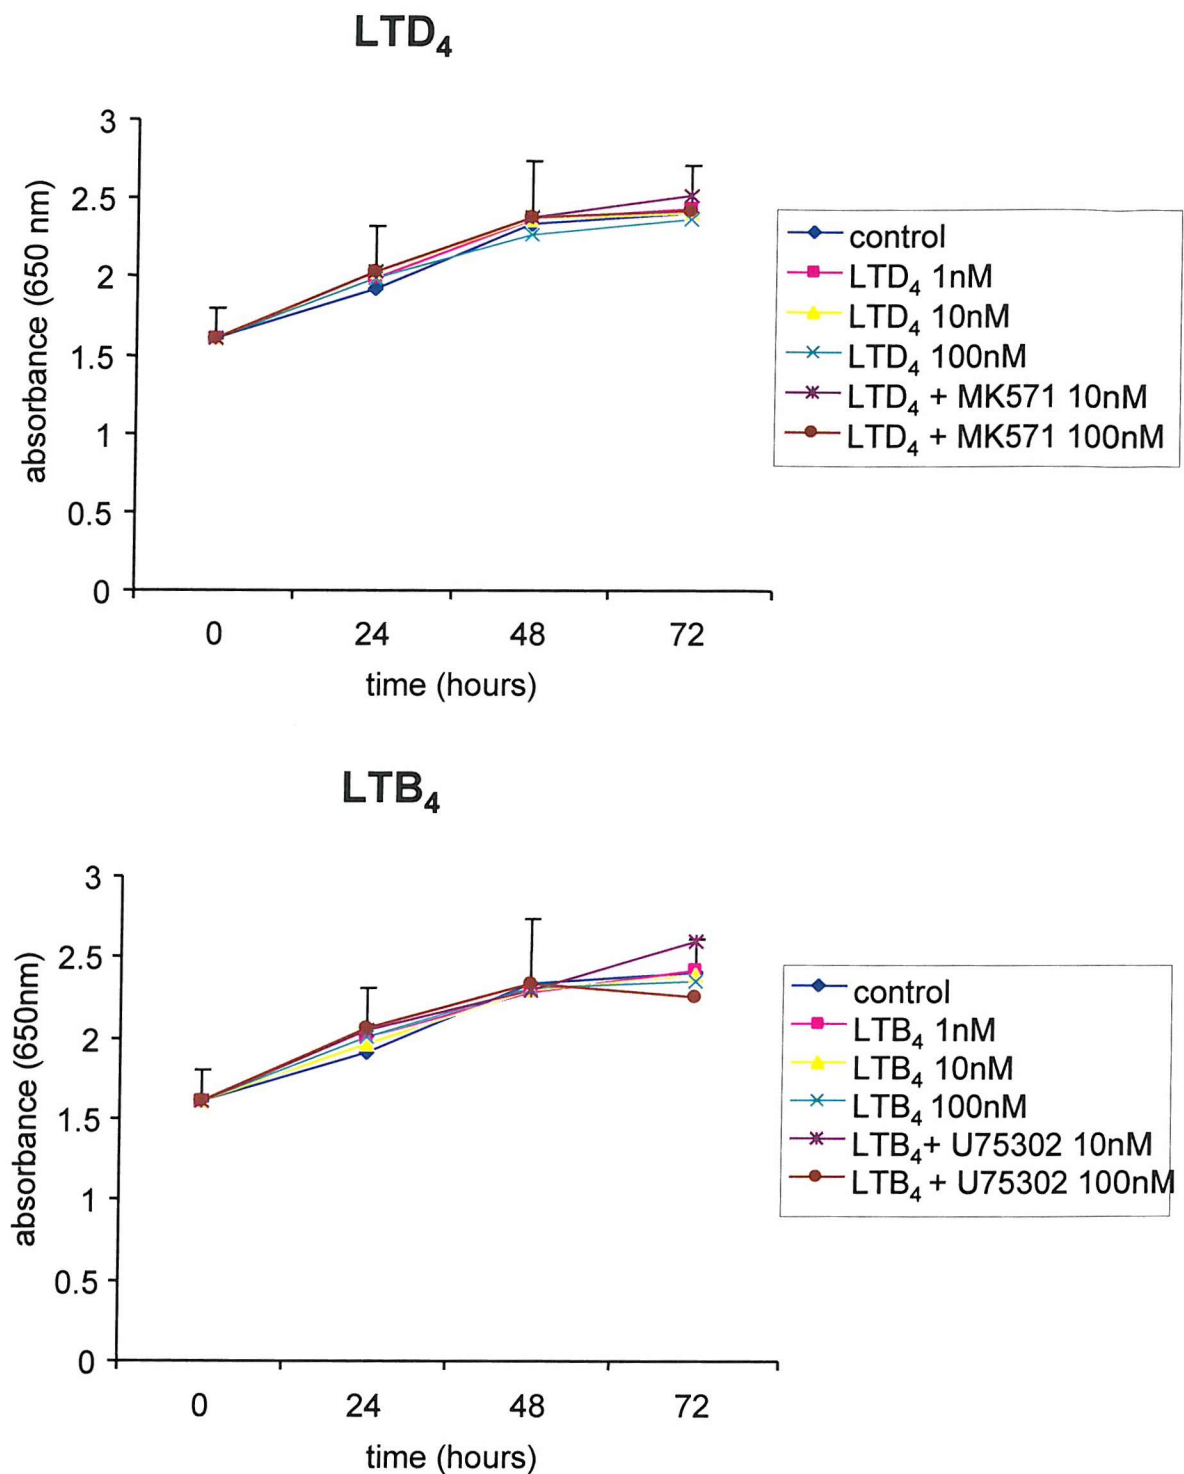 LTD₄
3
2.5
2
1.5
1
0.5
0
absorbance (650 nm)
0 24 48 72
time (hours)
control
LTD₄ 1nM
LTD₄ 10nM
LTD₄ 100nM
LTD₄ + MK571 10nM
LTD₄ + MK571 100nM
LTB₄
3
2.5
2
1.5
1
0.5
0
absorbance (650nm)
0 24 48 72
time (hours)
control
LTB₄ 1nM
LTB₄ 10nM
LTB₄ 100nM
LTB₄+ U75302 10nM
LTB₄ + U75302 100nM